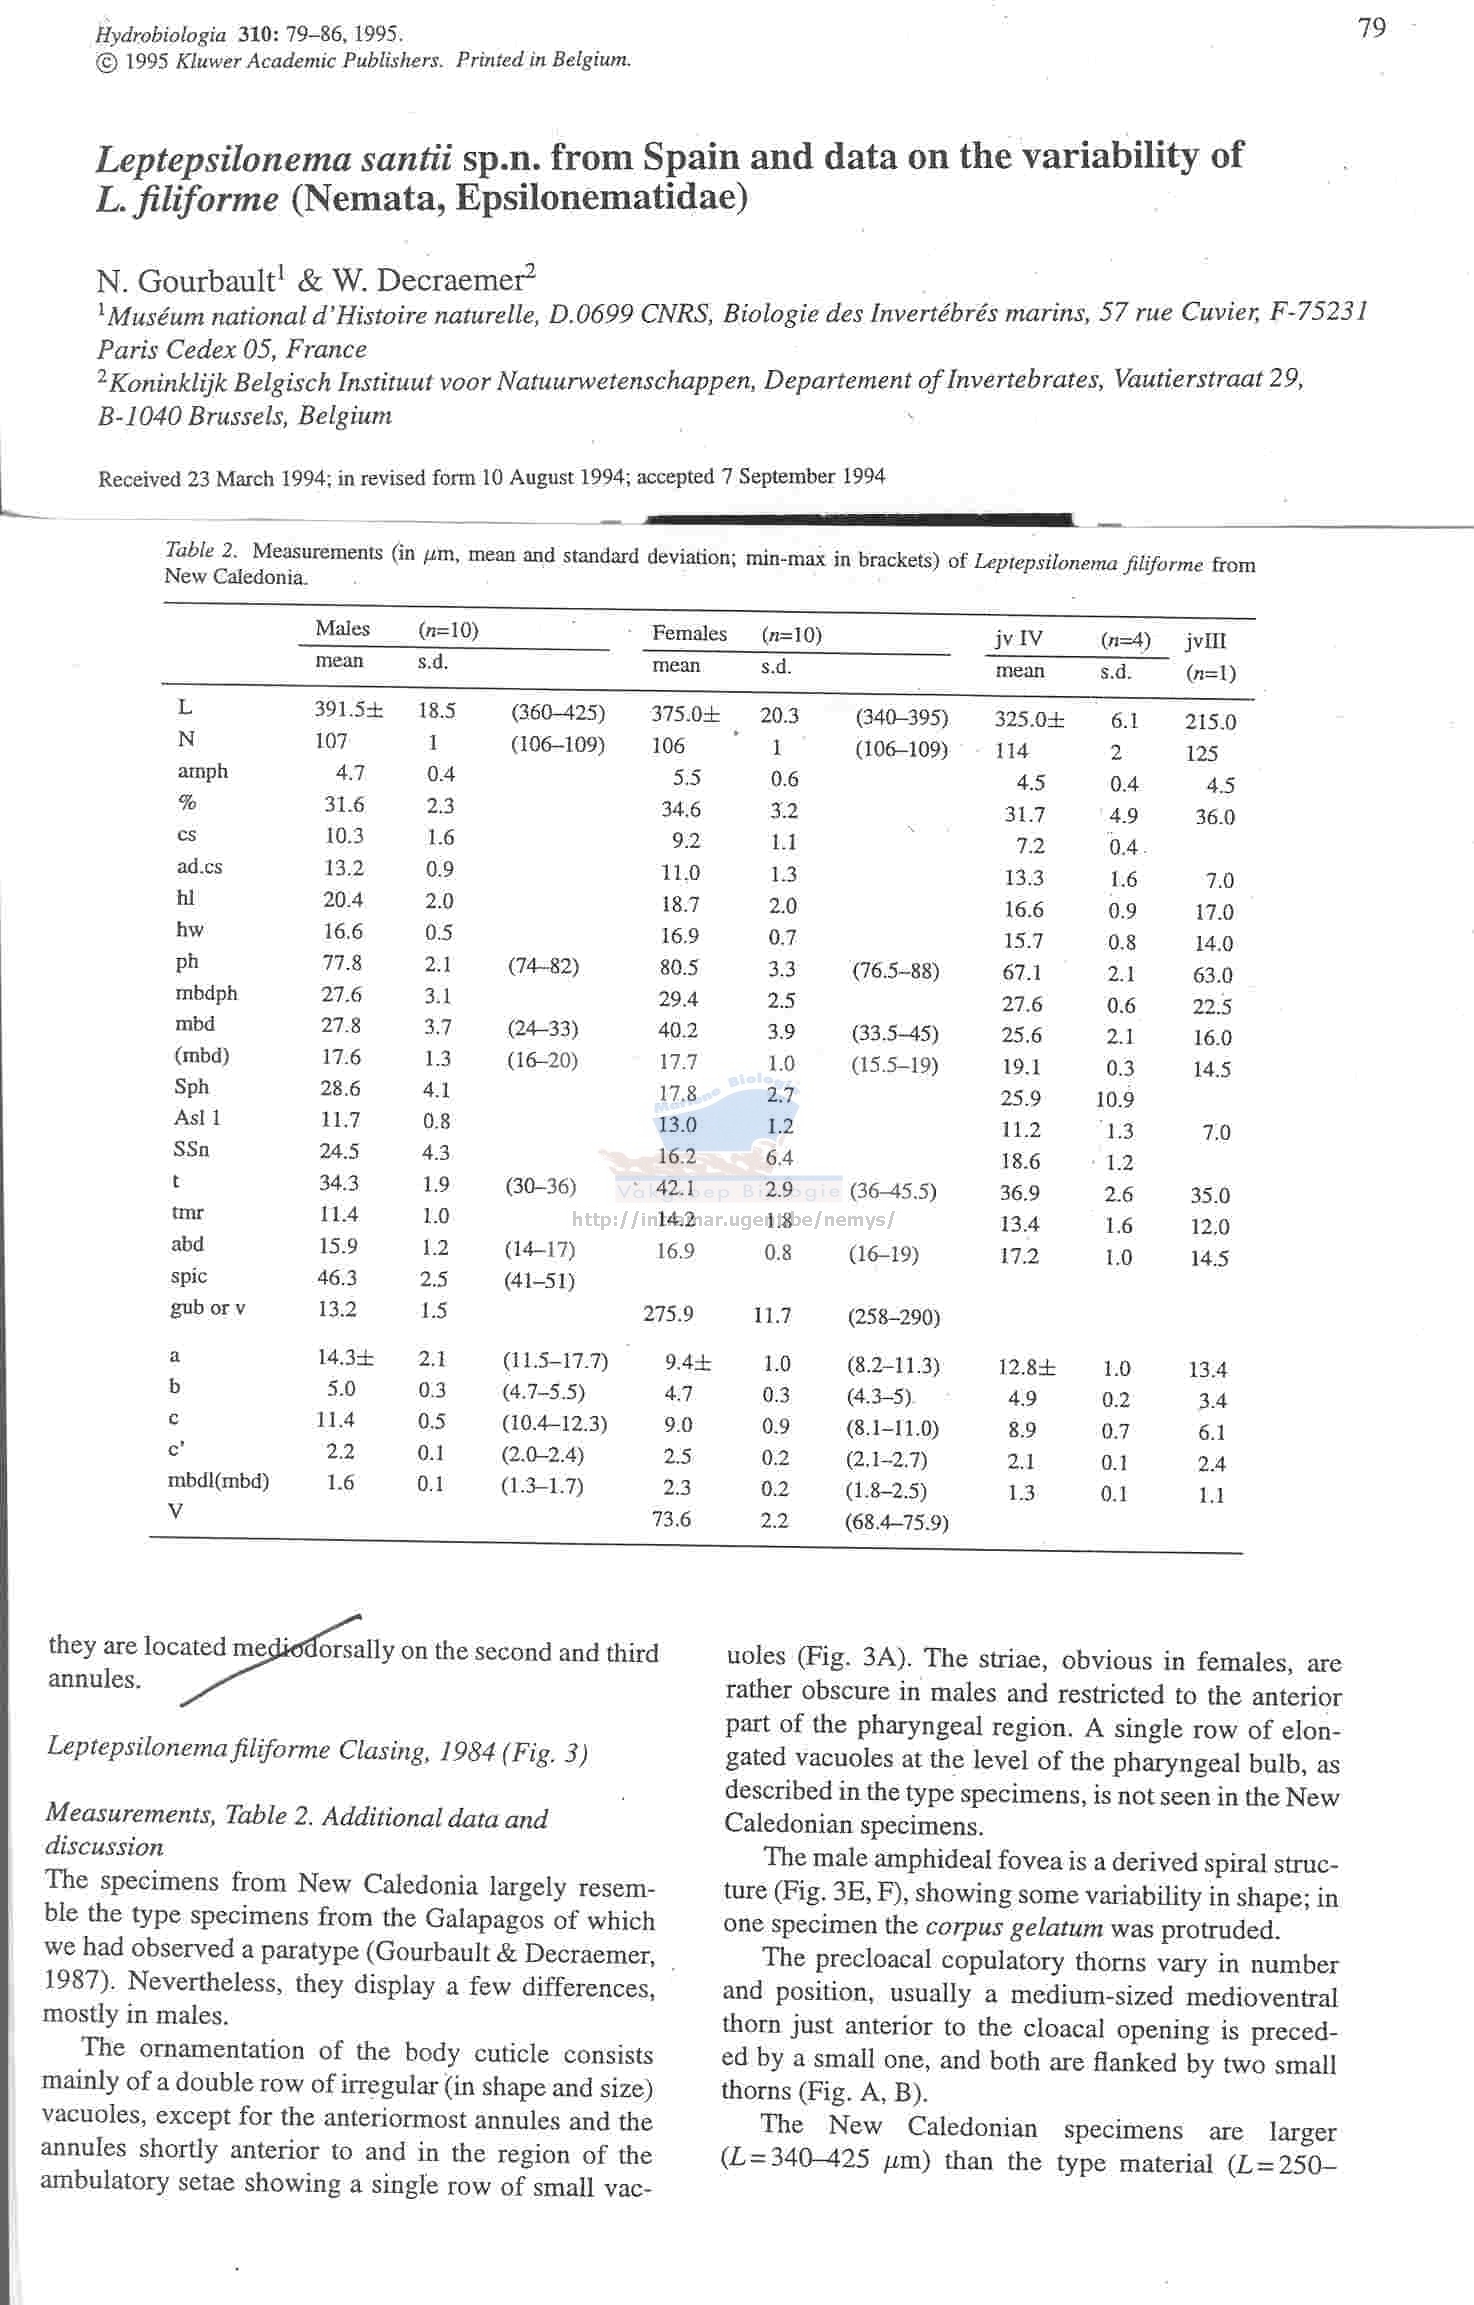 Hydrobiologia 310: 79–86, 1995.
79
© 1995 Kluwer Academic Publishers. Printed in Belgium.
Leptepsilonema santii sp.n. from Spain and data on the variability of
L. filiforme (Nemata, Epsilonematidae)
N. Gourbault¹ & W. Decraemer²
¹Muséum national d'Histoire naturelle, D.0699 CNRS, Biologie des Invertébrés marins, 57 rue Cuvier, F-75231
Paris Cedex 05, France
²Koninklijk Belgisch Instituut voor Natuurwetenschappen, Departement of Invertebrates, Vautierstraat 29,
B-1040 Brussels, Belgium
Received 23 March 1994; in revised form 10 August 1994; accepted 7 September 1994
Table 2. Measurements (in μm, mean and standard deviation; min-max in brackets) of Leptepsilonema filiforme from
New Caledonia.
Males (n=10) Females (n=10) jv IV (n=4) jvIII
mean s.d. mean s.d. mean s.d. (n=1)
L 391.5± 18.5 (360–425) 375.0± 20.3 (340–395) 325.0± 6.1 215.0
N 107 1 (106–109) 106 1 (106–109) 114 2 125
amph 4.7 0.4 5.5 0.6 4.5 0.4 4.5
% 31.6 2.3 34.6 3.2 31.7 4.9 36.0
cs 10.3 1.6 9.2 1.1 7.2 0.4
ad.cs 13.2 0.9 11.0 1.3 13.3 1.6 7.0
hl 20.4 2.0 18.7 2.0 16.6 0.9 17.0
hw 16.6 0.5 16.9 0.7 15.7 0.8 14.0
ph 77.8 2.1 (74–82) 80.5 3.3 (76.5–88) 67.1 2.1 63.0
mbdph 27.6 3.1 29.4 2.5 27.6 0.6 22.5
mbd 27.8 3.7 (24–33) 40.2 3.9 (33.5–45) 25.6 2.1 16.0
(mbd) 17.6 1.3 (16–20) 17.7 1.0 (15.5–19) 19.1 0.3 14.5
Sph 28.6 4.1 17.8 2.7 25.9 10.9
Asl 1 11.7 0.8 13.0 1.2 11.2 1.3 7.0
SSn 24.5 4.3 16.2 6.4 18.6 1.2
t 34.3 1.9 (30–36) 42.1 2.9 (36–45.5) 36.9 2.6 35.0
tmr 11.4 1.0 14.2 1.8 13.4 1.6 12.0
abd 15.9 1.2 (14–17) 16.9 0.8 (16–19) 17.2 1.0 14.5
spic 46.3 2.5 (41–51)
gub or v 13.2 1.5 275.9 11.7 (258–290)
a 14.3± 2.1 (11.5–17.7) 9.4± 1.0 (8.2–11.3) 12.8± 1.0 13.4
b 5.0 0.3 (4.7–5.5) 4.7 0.3 (4.3–5). 4.9 0.2 3.4
c 11.4 0.5 (10.4–12.3) 9.0 0.9 (8.1–11.0) 8.9 0.7 6.1
c' 2.2 0.1 (2.0–2.4) 2.5 0.2 (2.1–2.7) 2.1 0.1 2.4
mbdl(mbd) 1.6 0.1 (1.3–1.7) 2.3 0.2 (1.8–2.5) 1.3 0.1 1.1
V 73.6 2.2 (68.4–75.9)
Mariene Biologie
Vakgroep Biologie
http://intramar.ugent.be/nemys/
they are located mediodorsally on the second and third
annules.
Leptepsilonema filiforme Clasing, 1984 (Fig. 3)
Measurements, Table 2. Additional data and
discussion
The specimens from New Caledonia largely resem-
ble the type specimens from the Galapagos of which
we had observed a paratype (Gourbault & Decraemer,
1987). Nevertheless, they display a few differences,
mostly in males.
The ornamentation of the body cuticle consists
mainly of a double row of irregular (in shape and size)
vacuoles, except for the anteriormost annules and the
annules shortly anterior to and in the region of the
ambulatory setae showing a single row of small vac-
uoles (Fig. 3A). The striae, obvious in females, are
rather obscure in males and restricted to the anterior
part of the pharyngeal region. A single row of elon-
gated vacuoles at the level of the pharyngeal bulb, as
described in the type specimens, is not seen in the New
Caledonian specimens.
The male amphideal fovea is a derived spiral struc-
ture (Fig. 3E, F), showing some variability in shape; in
one specimen the corpus gelatum was protruded.
The precloacal copulatory thorns vary in number
and position, usually a medium-sized medioventral
thorn just anterior to the cloacal opening is preced-
ed by a small one, and both are flanked by two small
thorns (Fig. A, B).
The New Caledonian specimens are larger
(L=340–425 μm) than the type material (L=250–